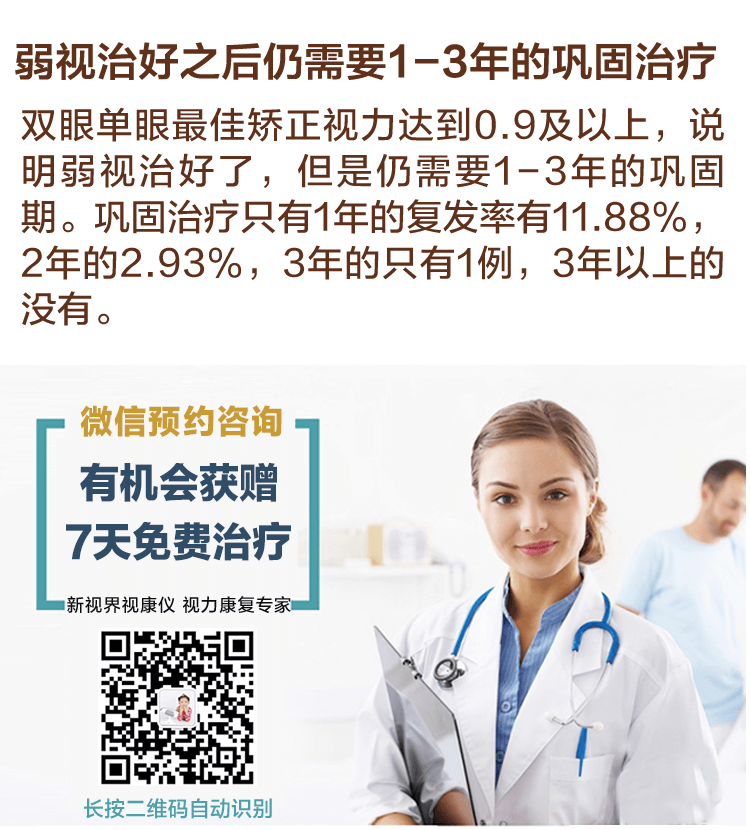 弱视治好之后仍需要1-3年的巩固治疗
双眼单眼最佳矫正视力达到0.9及以上，说
明弱视治好了，但是仍需要1-3年的巩固
期。巩固治疗只有1年的复发率有11.88%，
2年的2.93%，3年的只有1例，3年以上的
没有。
微信预约咨询
有机会获赠
7天免费治疗
新视界视康仪 视力康复专家
长按二维码自动识别